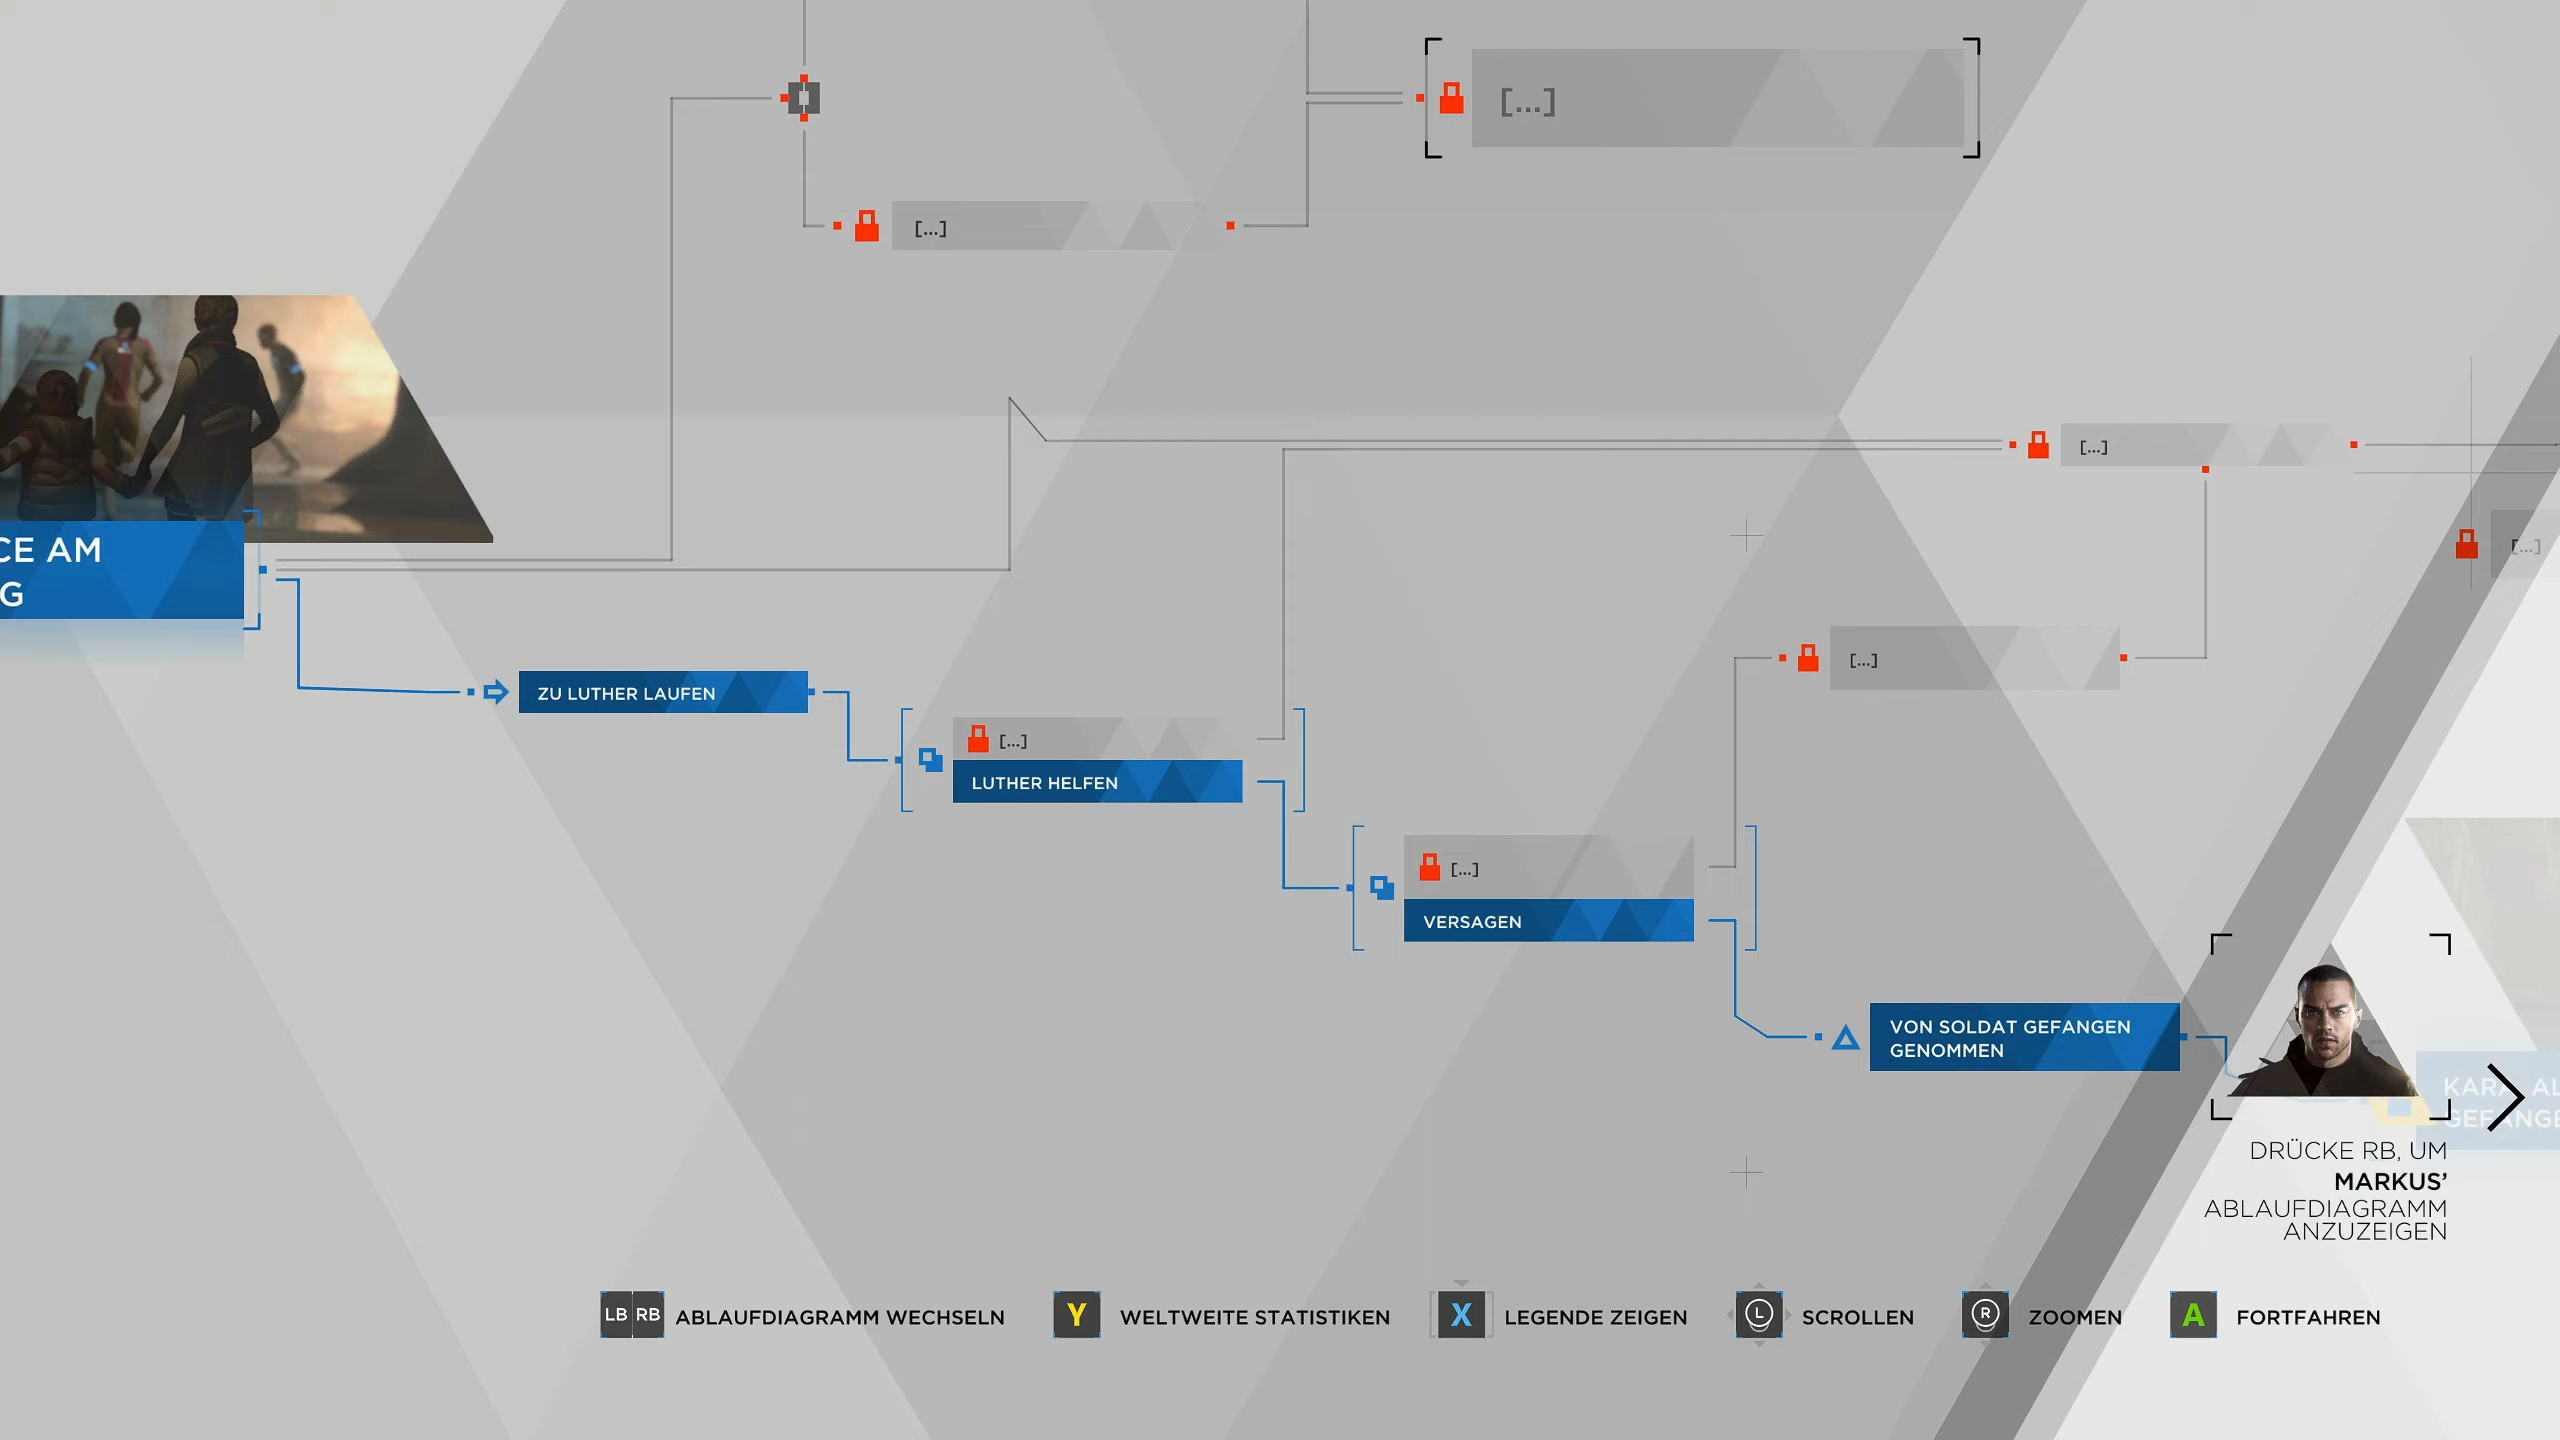 [...]
[...]
[...]
CE AM
G
[...]
[...]
ZU LUTHER LAUFEN
[...]
LUTHER HELFEN
[...]
VERSAGEN
VON SOLDAT GEFANGEN
GENOMMEN
DRÜCKE RB, UM
MARKUS'
ABLAUFDIAGRAMM
ANZUZEIGEN
LB RB ABLAUFDIAGRAMM WECHSELN
Y WELTWEITE STATISTIKEN
X LEGENDE ZEIGEN
L SCROLLEN
R ZOOMEN
A FORTFAHREN